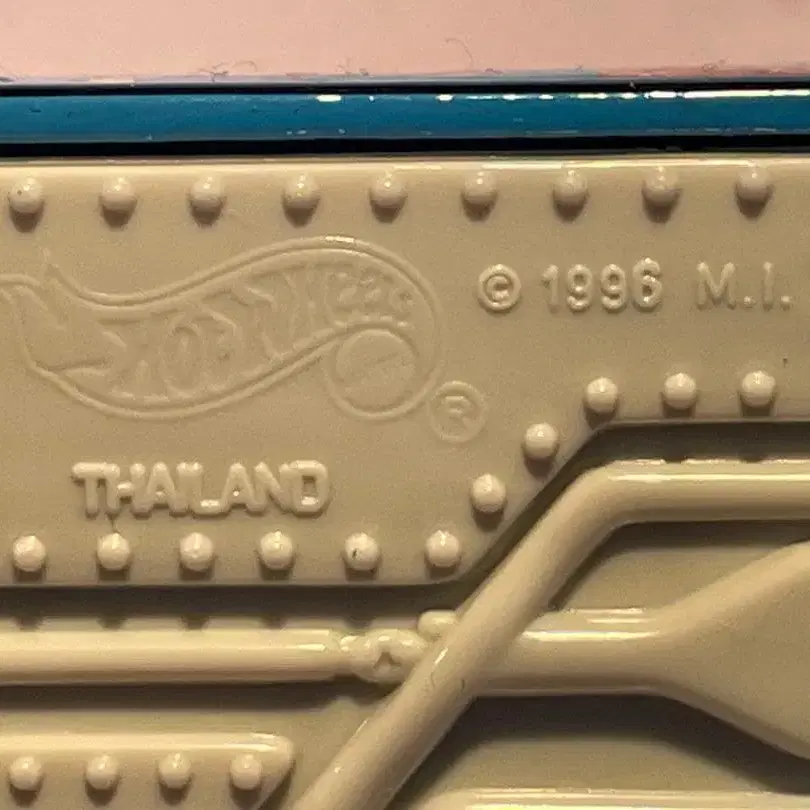 HOT WHEELS
®
© 1996 M.I.
THAILAND